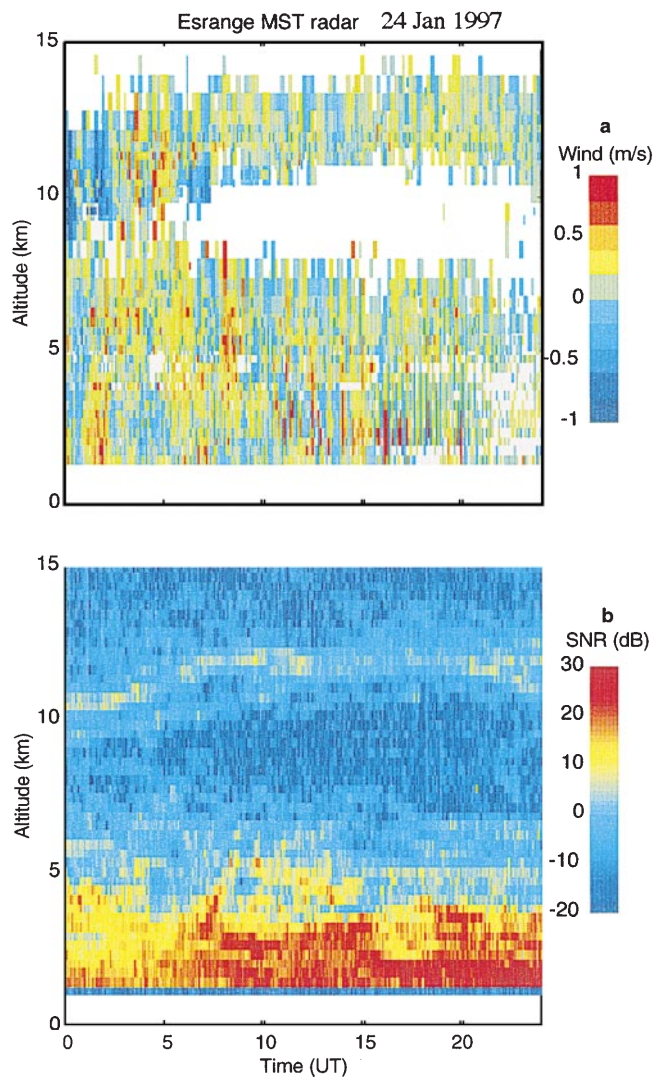 Esrange MST radar 24 Jan 1997
15
10
5
0
Altitude (km)
a
Wind (m/s)
1
0.5
0
-0.5
-1
15
10
5
0
Altitude (km)
0 5 10 15 20
Time (UT)
b
SNR (dB)
30
20
10
0
-10
-20